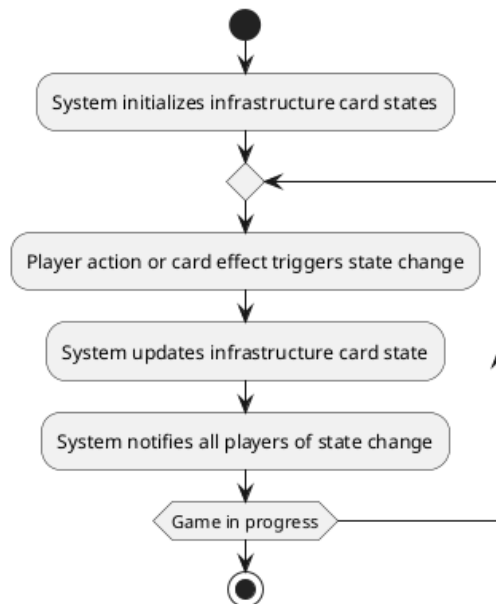 System initializes infrastructure card states
Player action or card effect triggers state change
System updates infrastructure card state
System notifies all players of state change
Game in progress